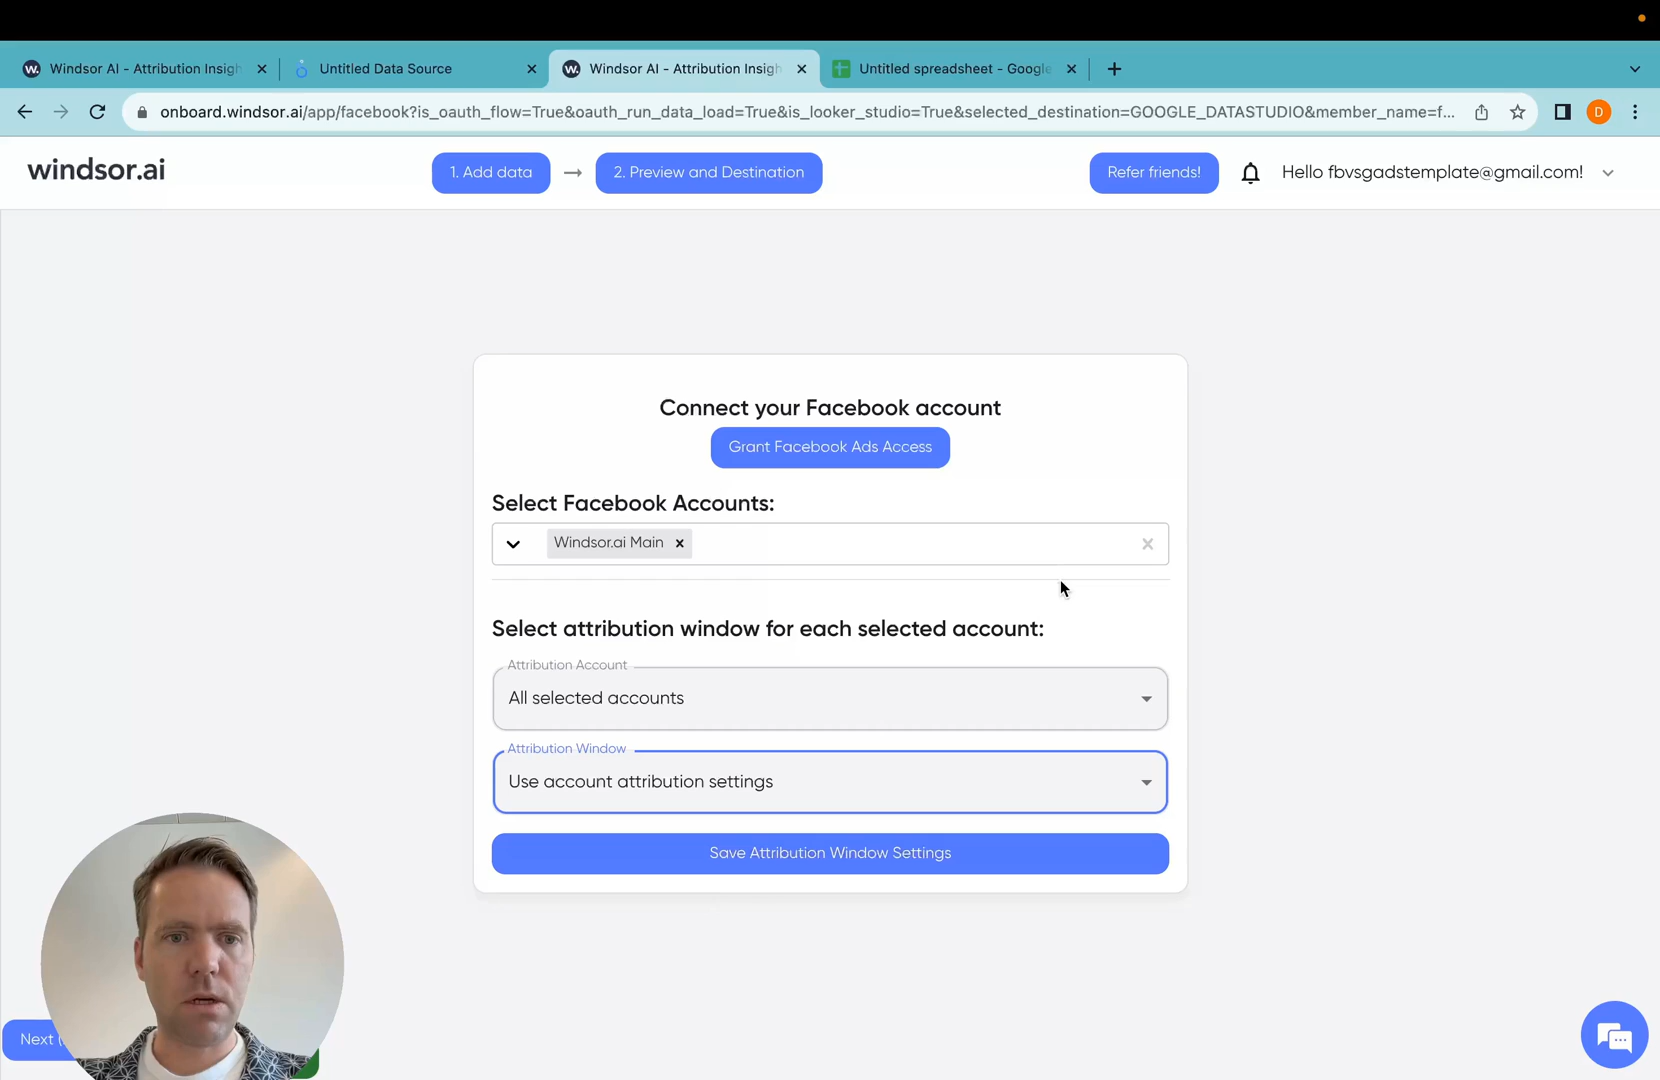 Windsor AI - Attribution Insigh
Untitled Data Source
Windsor AI - Attribution Insigh
Untitled spreadsheet - Google
onboard.windsor.ai/app/facebook?is_oauth_flow=True&oauth_run_data_load=True&is_looker_studio=True&selected_destination=GOOGLE_DATASTUDIO&member_name=f...
D
windsor.ai
1. Add data → 2. Preview and Destination
Refer friends!
Hello fbvsgadstemplate@gmail.com!
Connect your Facebook account
Grant Facebook Ads Access
Select Facebook Accounts:
Windsor.ai Main
Select attribution window for each selected account:
Attribution Account
All selected accounts
Attribution Window
Use account attribution settings
Save Attribution Window Settings
Next